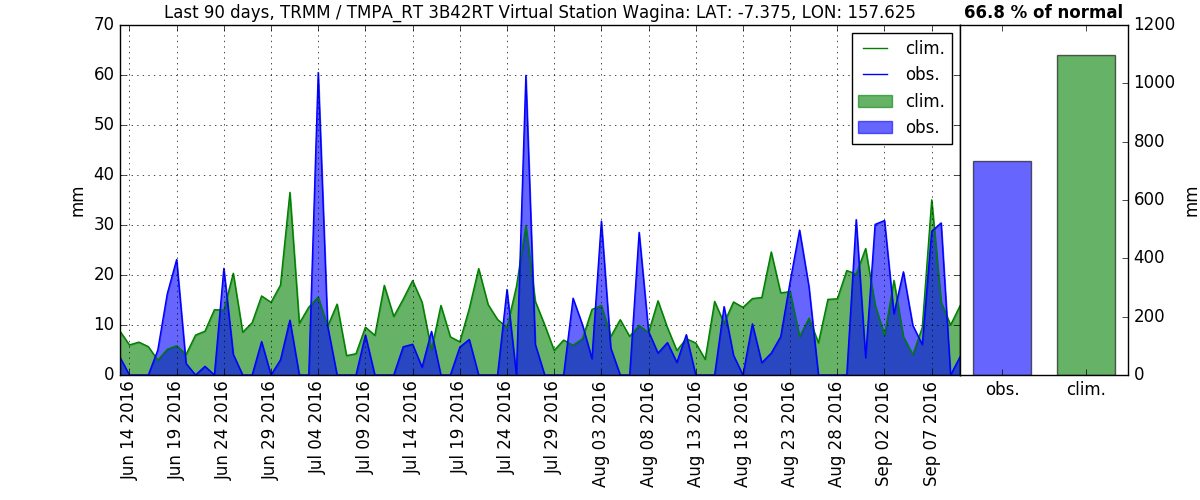 Last 90 days, TRMM / TMPA_RT 3B42RT Virtual Station Wagina: LAT: -7.375, LON: 157.625
66.8 % of normal
70
60
50
40
30
20
10
0
mm
clim.
obs.
clim.
obs.
1200
1000
800
600
400
200
0
mm
Jun 14 2016
Jun 19 2016
Jun 24 2016
Jun 29 2016
Jul 04 2016
Jul 09 2016
Jul 14 2016
Jul 19 2016
Jul 24 2016
Jul 29 2016
Aug 03 2016
Aug 08 2016
Aug 13 2016
Aug 18 2016
Aug 23 2016
Aug 28 2016
Sep 02 2016
Sep 07 2016
obs.
clim.